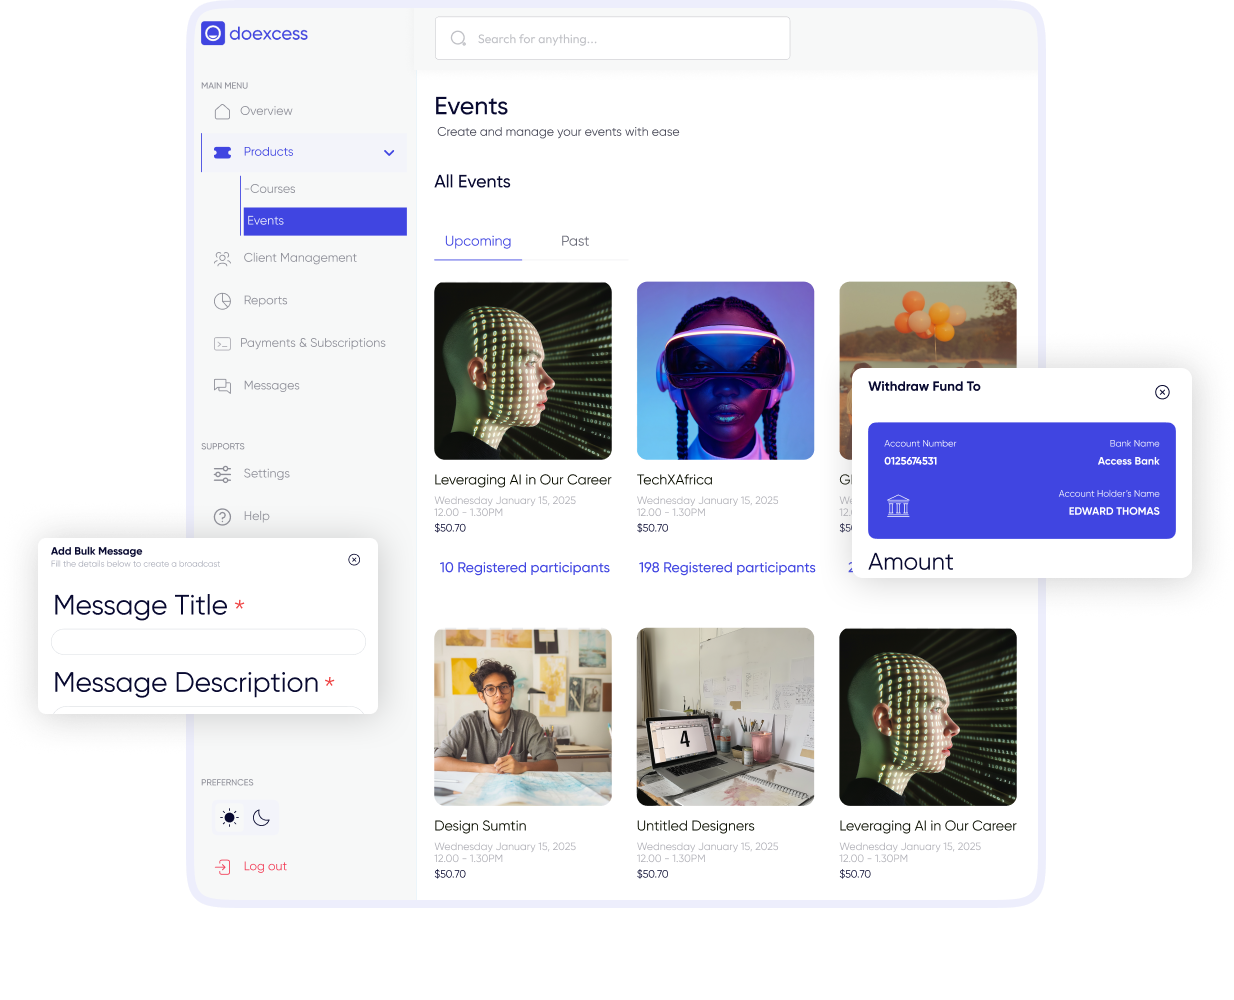 doexcess
Search for anything...
MAIN MENU
Overview
Products
-Courses
Events
Client Management
Reports
Payments & Subscriptions
Messages
SUPPORTS
Settings
Help
Add Bulk Message
Fill the details below to create a broadcast
Message Title *
Message Description *
PREFERNCES
Log out
Events
Create and manage your events with ease
All Events
Upcoming Past
Leveraging AI in Our Career
Wednesday January 15, 2025
12.00 - 1.30PM
$50.70
10 Registered participants
TechXAfrica
Wednesday January 15, 2025
12.00 - 1.30PM
$50.70
198 Registered participants
Withdraw Fund To
Account Number
0125674531
Bank Name
Access Bank
Account Holder's Name
EDWARD THOMAS
Amount
4
Design Sumtin
Wednesday January 15, 2025
12.00 - 1.30PM
$50.70
Untitled Designers
Wednesday January 15, 2025
12.00 - 1.30PM
$50.70
Leveraging AI in Our Career
Wednesday January 15, 2025
12.00 - 1.30PM
$50.70